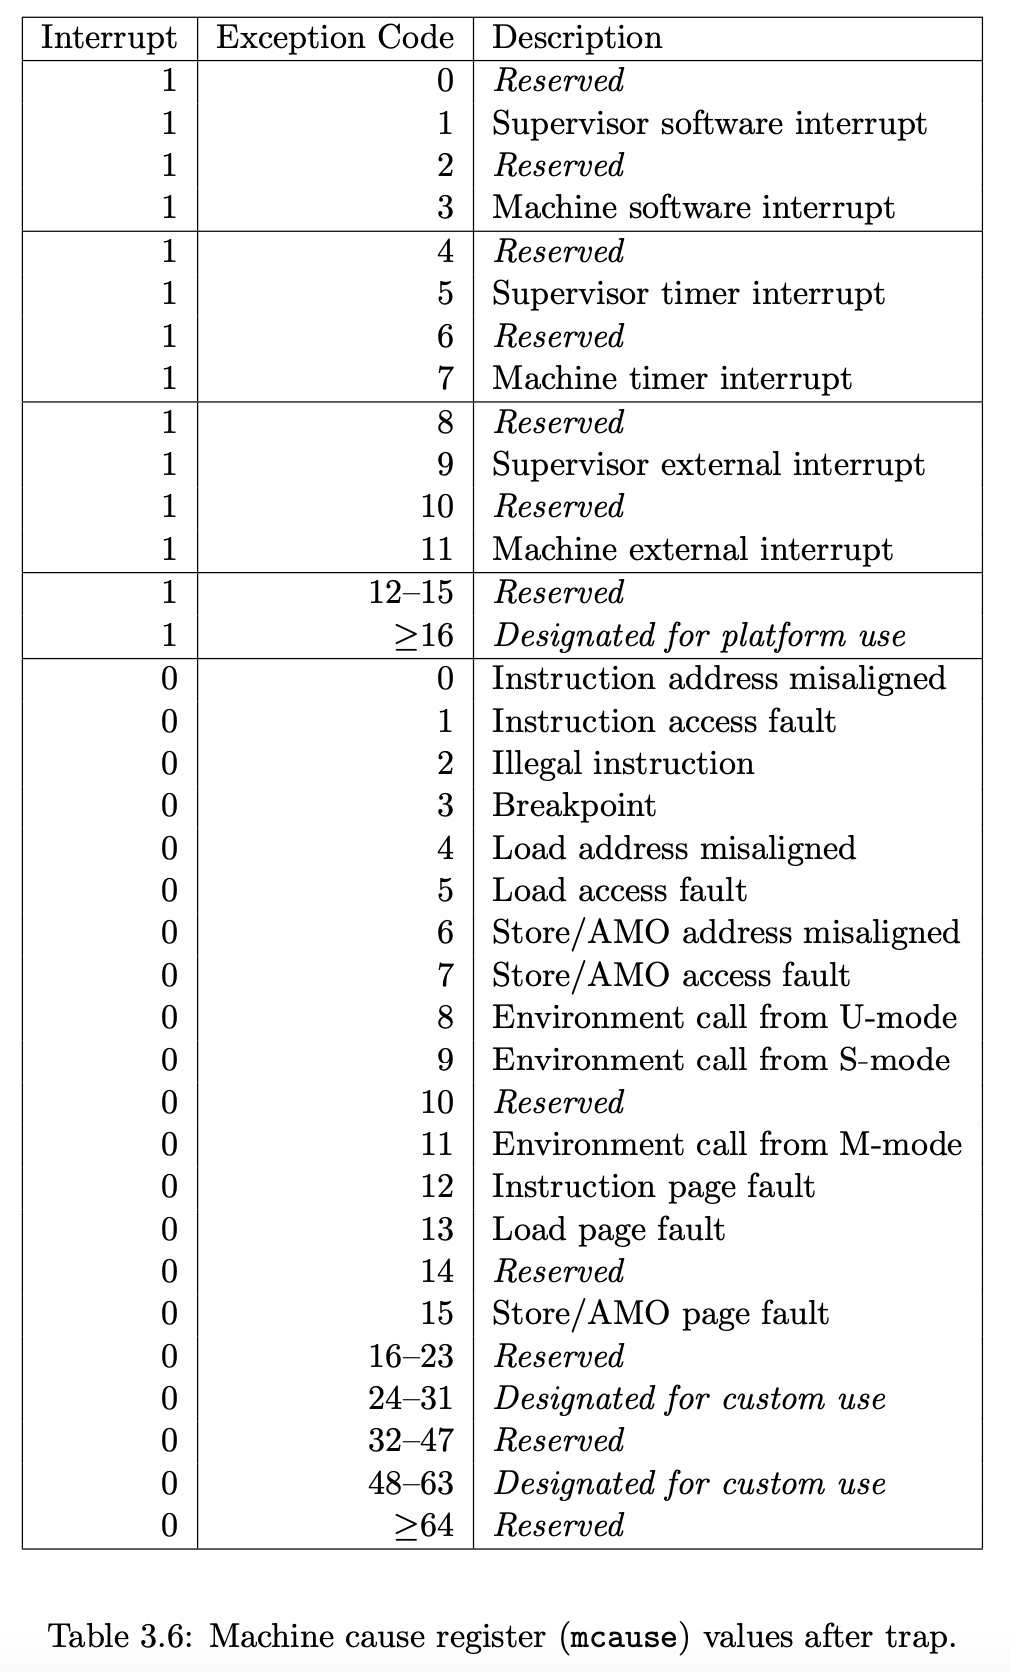 Interrupt Exception Code Description
1 0 Reserved
1 1 Supervisor software interrupt
1 2 Reserved
1 3 Machine software interrupt
1 4 Reserved
1 5 Supervisor timer interrupt
1 6 Reserved
1 7 Machine timer interrupt
1 8 Reserved
1 9 Supervisor external interrupt
1 10 Reserved
1 11 Machine external interrupt
1 12–15 Reserved
1 ≥16 Designated for platform use
0 0 Instruction address misaligned
0 1 Instruction access fault
0 2 Illegal instruction
0 3 Breakpoint
0 4 Load address misaligned
0 5 Load access fault
0 6 Store/AMO address misaligned
0 7 Store/AMO access fault
0 8 Environment call from U-mode
0 9 Environment call from S-mode
0 10 Reserved
0 11 Environment call from M-mode
0 12 Instruction page fault
0 13 Load page fault
0 14 Reserved
0 15 Store/AMO page fault
0 16–23 Reserved
0 24–31 Designated for custom use
0 32–47 Reserved
0 48–63 Designated for custom use
0 ≥64 Reserved
Table 3.6: Machine cause register (mcause) values after trap.